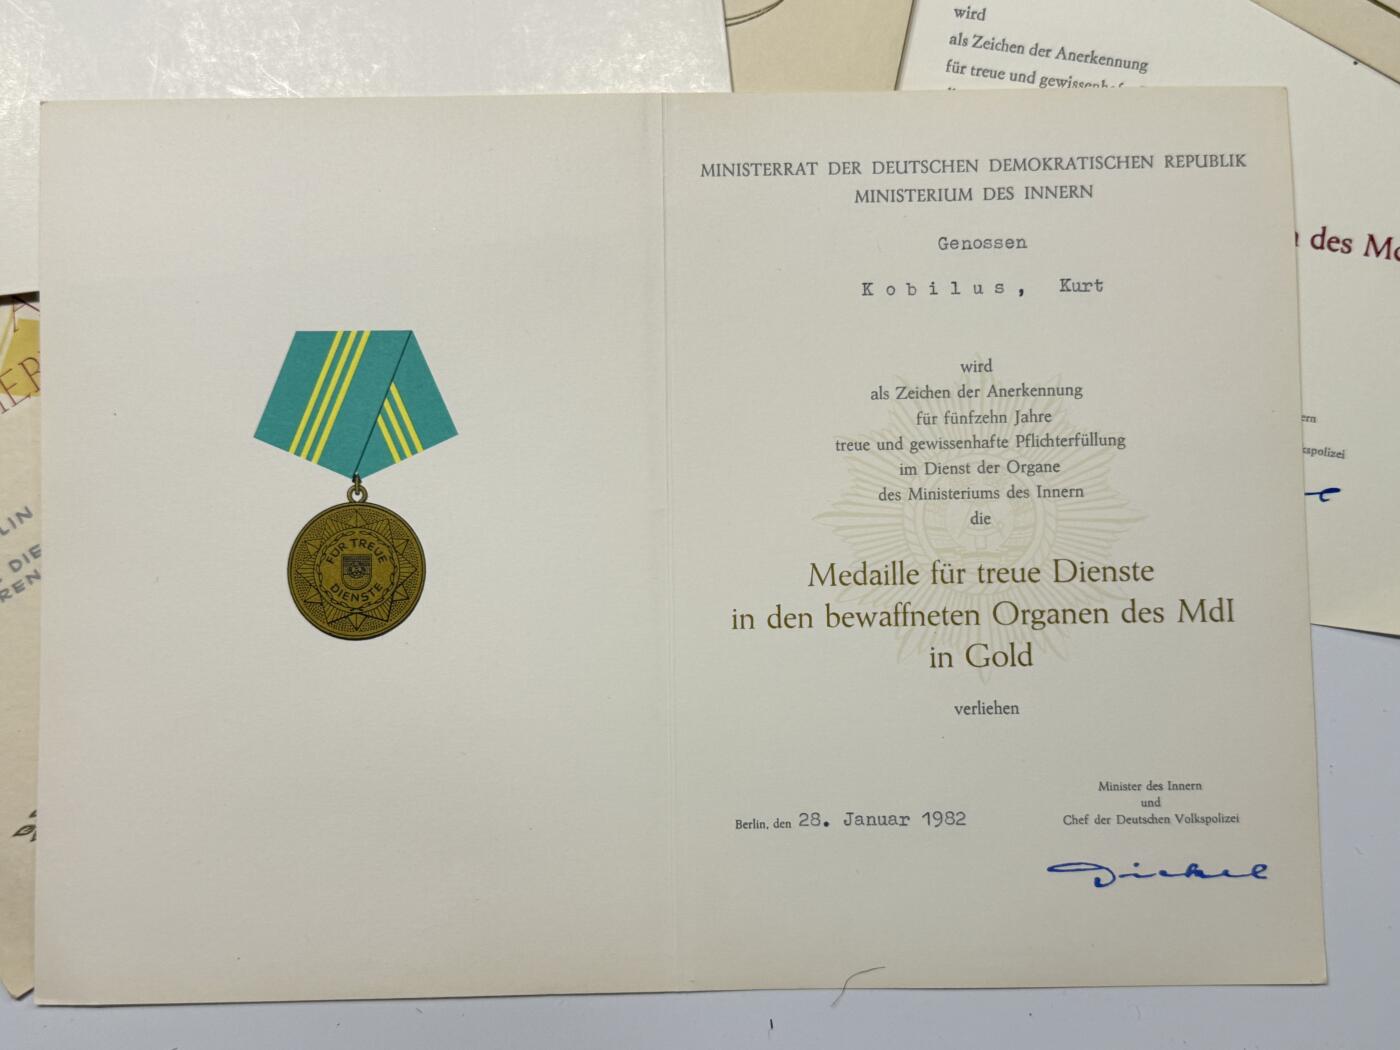 wird
als Zeichen der Anerkennung
für treue und
des
MINISTERRAT DER DEUTSCHEN DEMOKRATISCHEN REPUBLIK
MINISTERIUM DES INNERN
Genossen
Kobilus, Kurt
wird
als Zeichen der Anerkennung
für fünfzehn Jahre
treue und gewissenhafte Pflichterfüllung
im Dienst der Organe
des Ministeriums des Innern
die
Medaille für treue Dienste
in den bewaffneten Organen des MdI
in Gold
verliehen
Minister des Innern
und
Chef der Deutschen Volkspolizei
Berlin, den 28. Januar 1982
Dickel
FÜR TREUE
DIENSTE